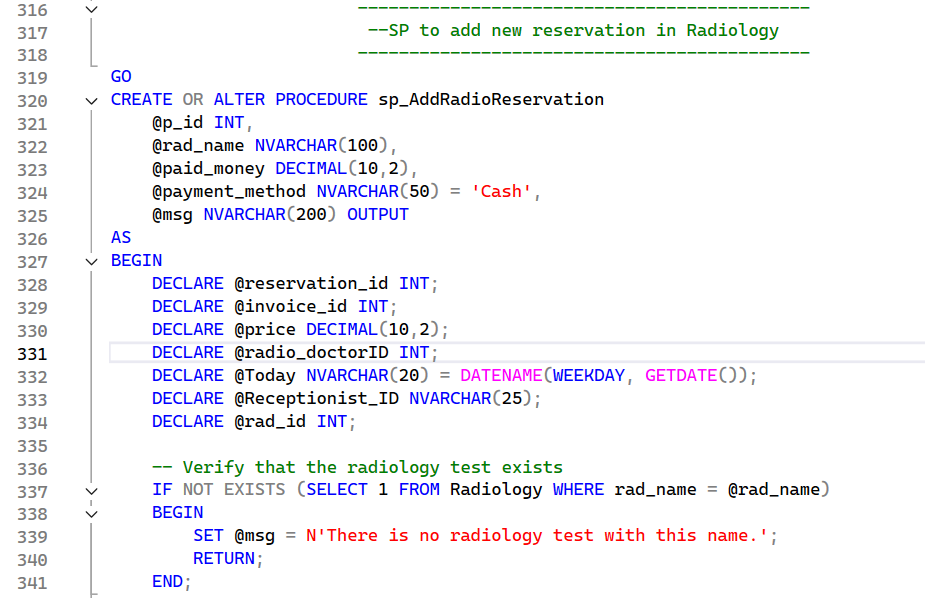 316 --------------------------------------------
317 --SP to add new reservation in Radiology
318 --------------------------------------------
319 GO
320 CREATE OR ALTER PROCEDURE sp_AddRadioReservation
321     @p_id INT,
322     @rad_name NVARCHAR(100),
323     @paid_money DECIMAL(10,2),
324     @payment_method NVARCHAR(50) = 'Cash',
325     @msg NVARCHAR(200) OUTPUT
326 AS
327 BEGIN
328     DECLARE @reservation_id INT;
329     DECLARE @invoice_id INT;
330     DECLARE @price DECIMAL(10,2);
331     DECLARE @radio_doctorID INT;
332     DECLARE @Today NVARCHAR(20) = DATENAME(WEEKDAY, GETDATE());
333     DECLARE @Receptionist_ID NVARCHAR(25);
334     DECLARE @rad_id INT;
335
336     -- Verify that the radiology test exists
337     IF NOT EXISTS (SELECT 1 FROM Radiology WHERE rad_name = @rad_name)
338     BEGIN
339         SET @msg = N'There is no radiology test with this name.';
340         RETURN;
341     END;